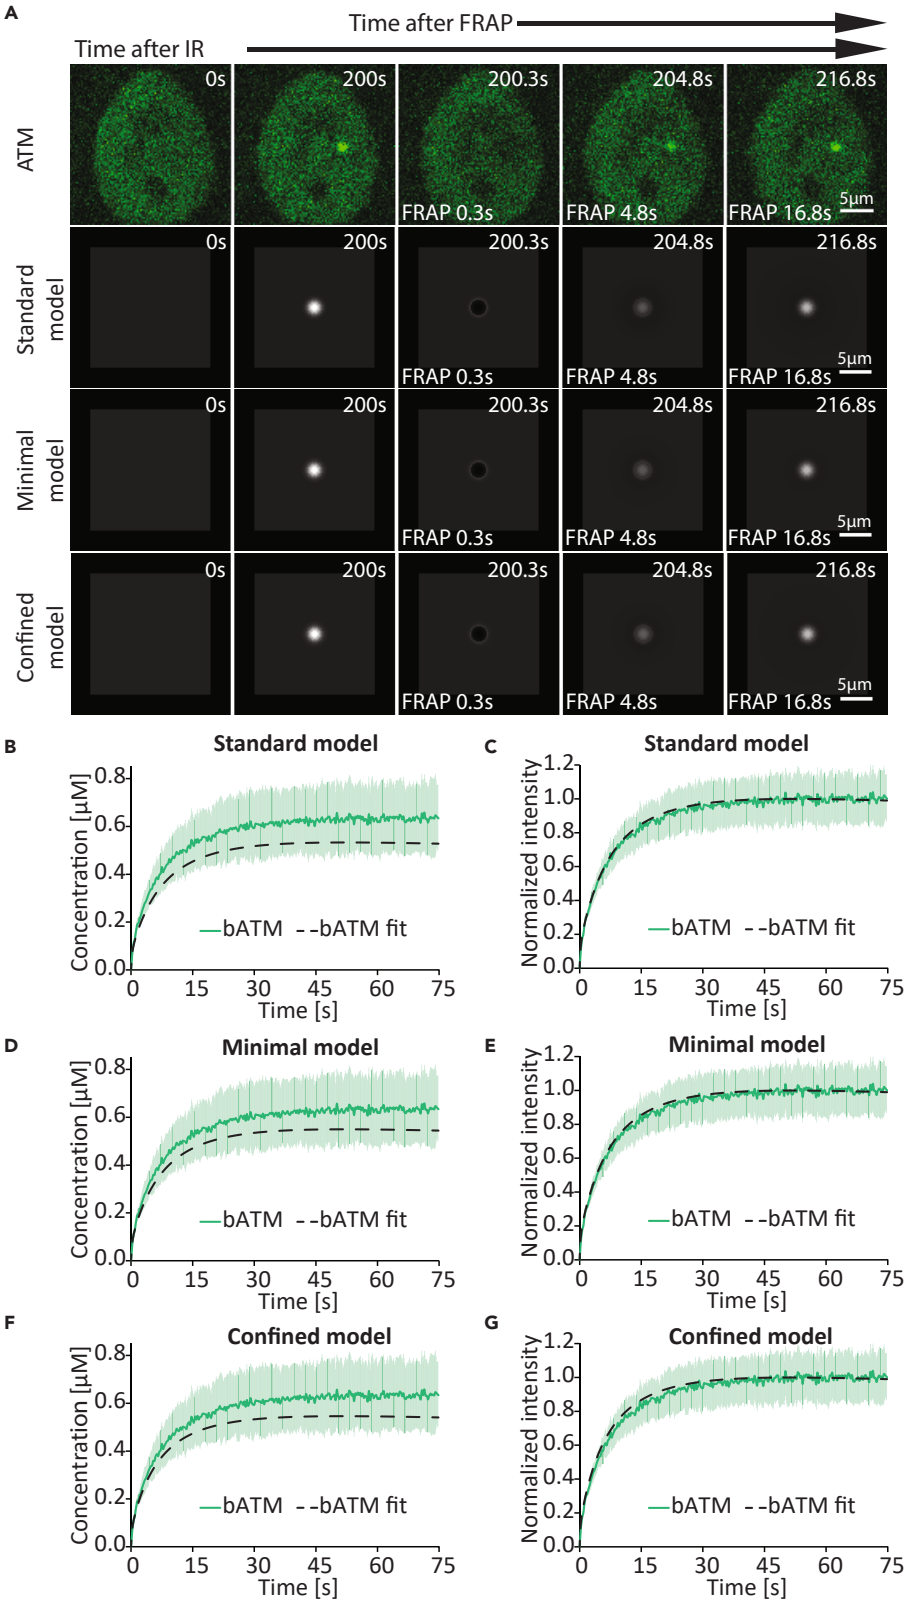 A
Time after FRAP
Time after IR
ATM
0s
200s
200.3s
204.8s
216.8s
FRAP 0.3s
FRAP 4.8s
FRAP 16.8s
5µm
Standard
model
0s
200s
200.3s
204.8s
216.8s
FRAP 0.3s
FRAP 4.8s
FRAP 16.8s
5µm
Minimal
model
0s
200s
200.3s
204.8s
216.8s
FRAP 0.3s
FRAP 4.8s
FRAP 16.8s
5µm
Confined
model
0s
200s
200.3s
204.8s
216.8s
FRAP 0.3s
FRAP 4.8s
FRAP 16.8s
5µm
B
Standard model
Concentration [µM]
0.8
0.6
0.4
0.2
0.0
bATM bATM fit
0 15 30 45 60 75
Time [s]
C
Standard model
Normalized intensity
1.2
1.0
0.8
0.6
0.4
0.2
0.0
bATM bATM fit
0 15 30 45 60 75
Time [s]
D
Minimal model
Concentration [µM]
0.8
0.6
0.4
0.2
0.0
bATM bATM fit
0 15 30 45 60 75
Time [s]
E
Minimal model
Normalized intensity
1.2
1.0
0.8
0.6
0.4
0.2
0.0
bATM bATM fit
0 15 30 45 60 75
Time [s]
F
Confined model
Concentration [µM]
0.8
0.6
0.4
0.2
0.0
bATM bATM fit
0 15 30 45 60 75
Time [s]
G
Confined model
Normalized intensity
1.2
1.0
0.8
0.6
0.4
0.2
0.0
bATM bATM fit
0 15 30 45 60 75
Time [s]